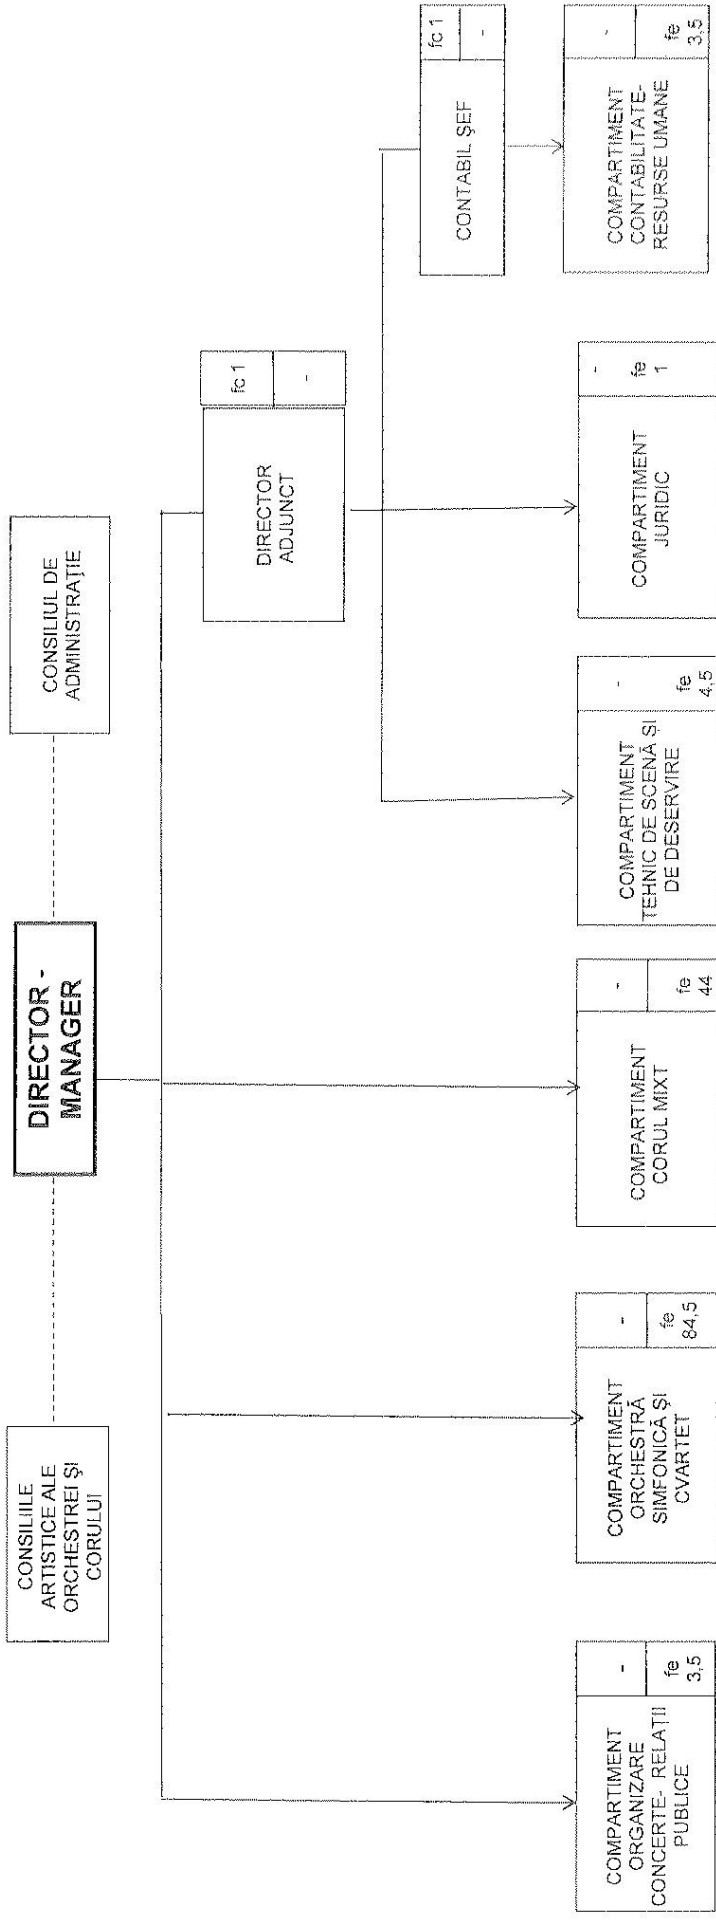 CONSILIILE
ARTISTICE ALE
ORCHESTREI ȘI
CORULUI
DIRECTOR -
MANAGER
CONSILIUL DE
ADMINISTRAȚIE
DIRECTOR
ADJUNCT
fc 1
-
CONTABIL ȘEF
fc 1
-
COMPARTIMENT
ORGANIZARE
CONCERTE- RELAȚII
PUBLICE
-
fe
3,5
COMPARTIMENT
ORCHESTRĂ
SIMFONICĂ ȘI
CVARTET
-
fe
84,5
COMPARTIMENT
CORUL MIXT
-
fe
44
COMPARTIMENT
TEHNIC DE SCENĂ ȘI
DE DESERVIRE
-
fe
4,5
COMPARTIMENT
JURIDIC
-
fe
1
COMPARTIMENT
CONTABILITATE-
RESURSE UMANE
-
fe
3,5